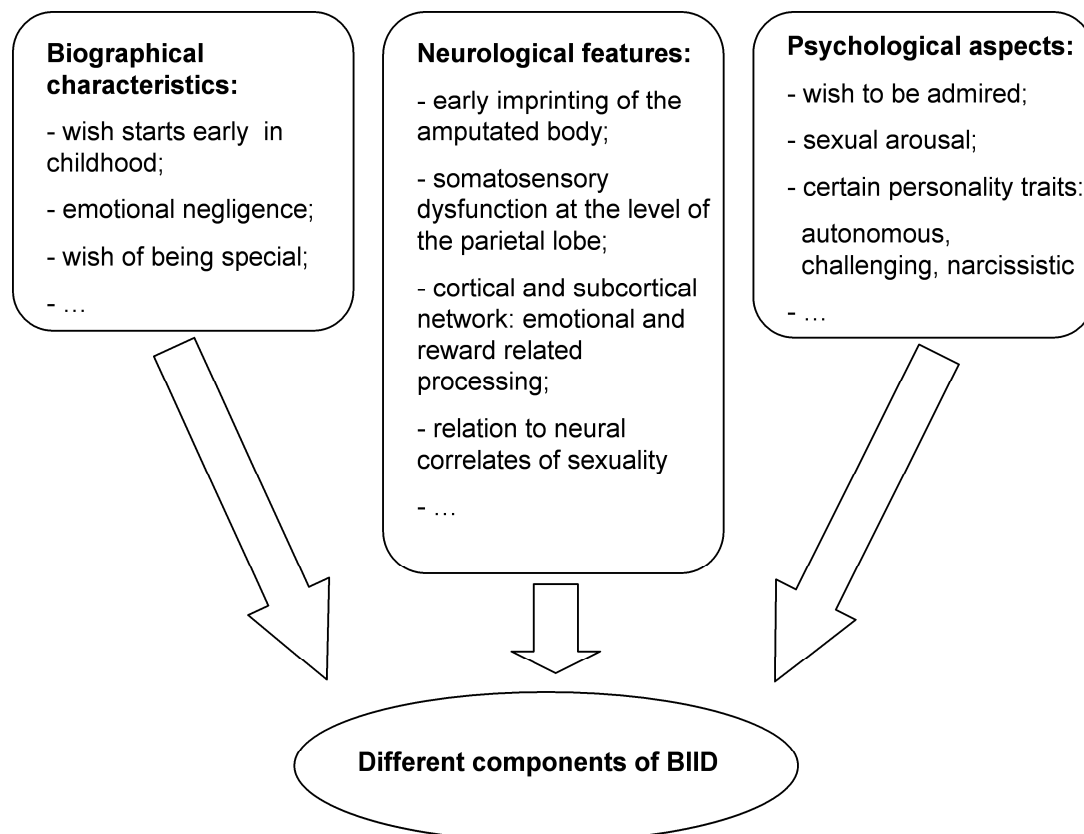 Biographical
characteristics:
- wish starts early in
childhood;
- emotional negligence;
- wish of being special;
- …
Neurological features:
- early imprinting of the
amputated body;
- somatosensory
dysfunction at the level of
the parietal lobe;
- cortical and subcortical
network: emotional and
reward related
processing;
- relation to neural
correlates of sexuality
- …
Psychological aspects:
- wish to be admired;
- sexual arousal;
- certain personality traits:
autonomous,
challenging, narcissistic
- …
Different components of BIID